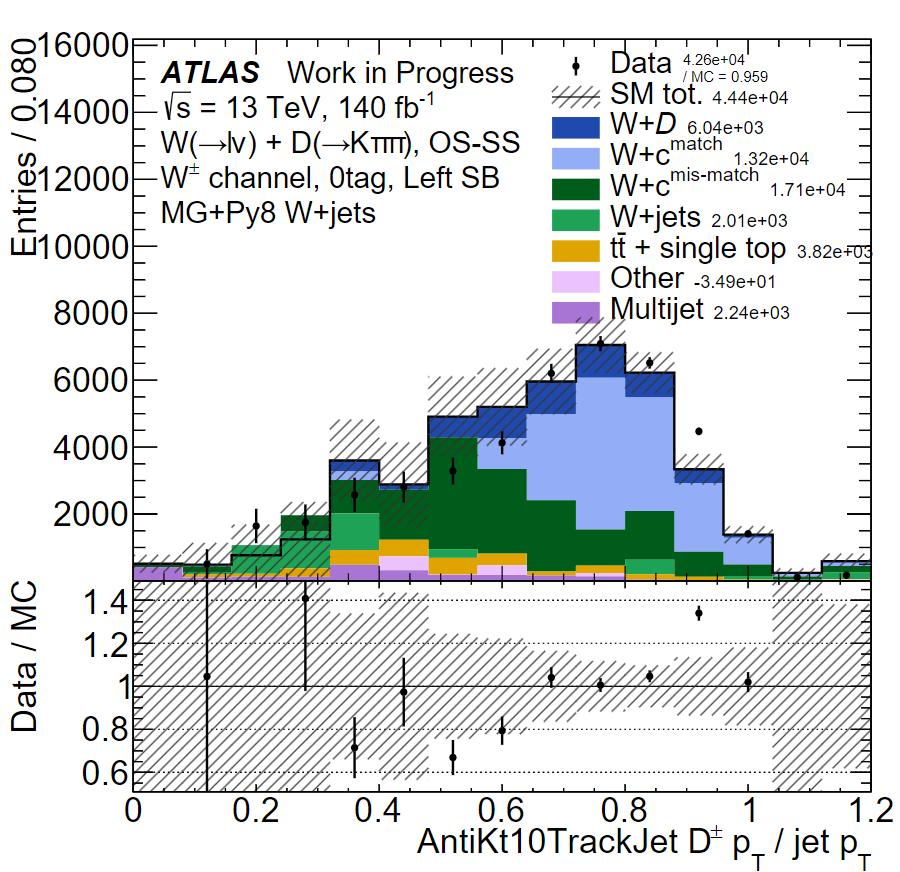 16000
14000
12000
10000
8000
6000
4000
2000
Entries / 0.080
ATLAS Work in Progress
√s = 13 TeV, 140 fb⁻¹
W(→lν) + D(→Kππ), OS-SS
W± channel, 0tag, Left SB
MG+Py8 W+jets
Data 4.26e+04 / MC = 0.959
SM tot. 4.44e+04
W+D 6.04e+03
W+c^match 1.32e+04
W+c^mis-match 1.71e+04
W+jets 2.01e+03
tt̄ + single top 3.82e+03
Other -3.49e+01
Multijet 2.24e+03
1.4
1.2
1
0.8
0.6
Data / MC
0 0.2 0.4 0.6 0.8 1 1.2
AntiKt10TrackJet D± p_T / jet p_T